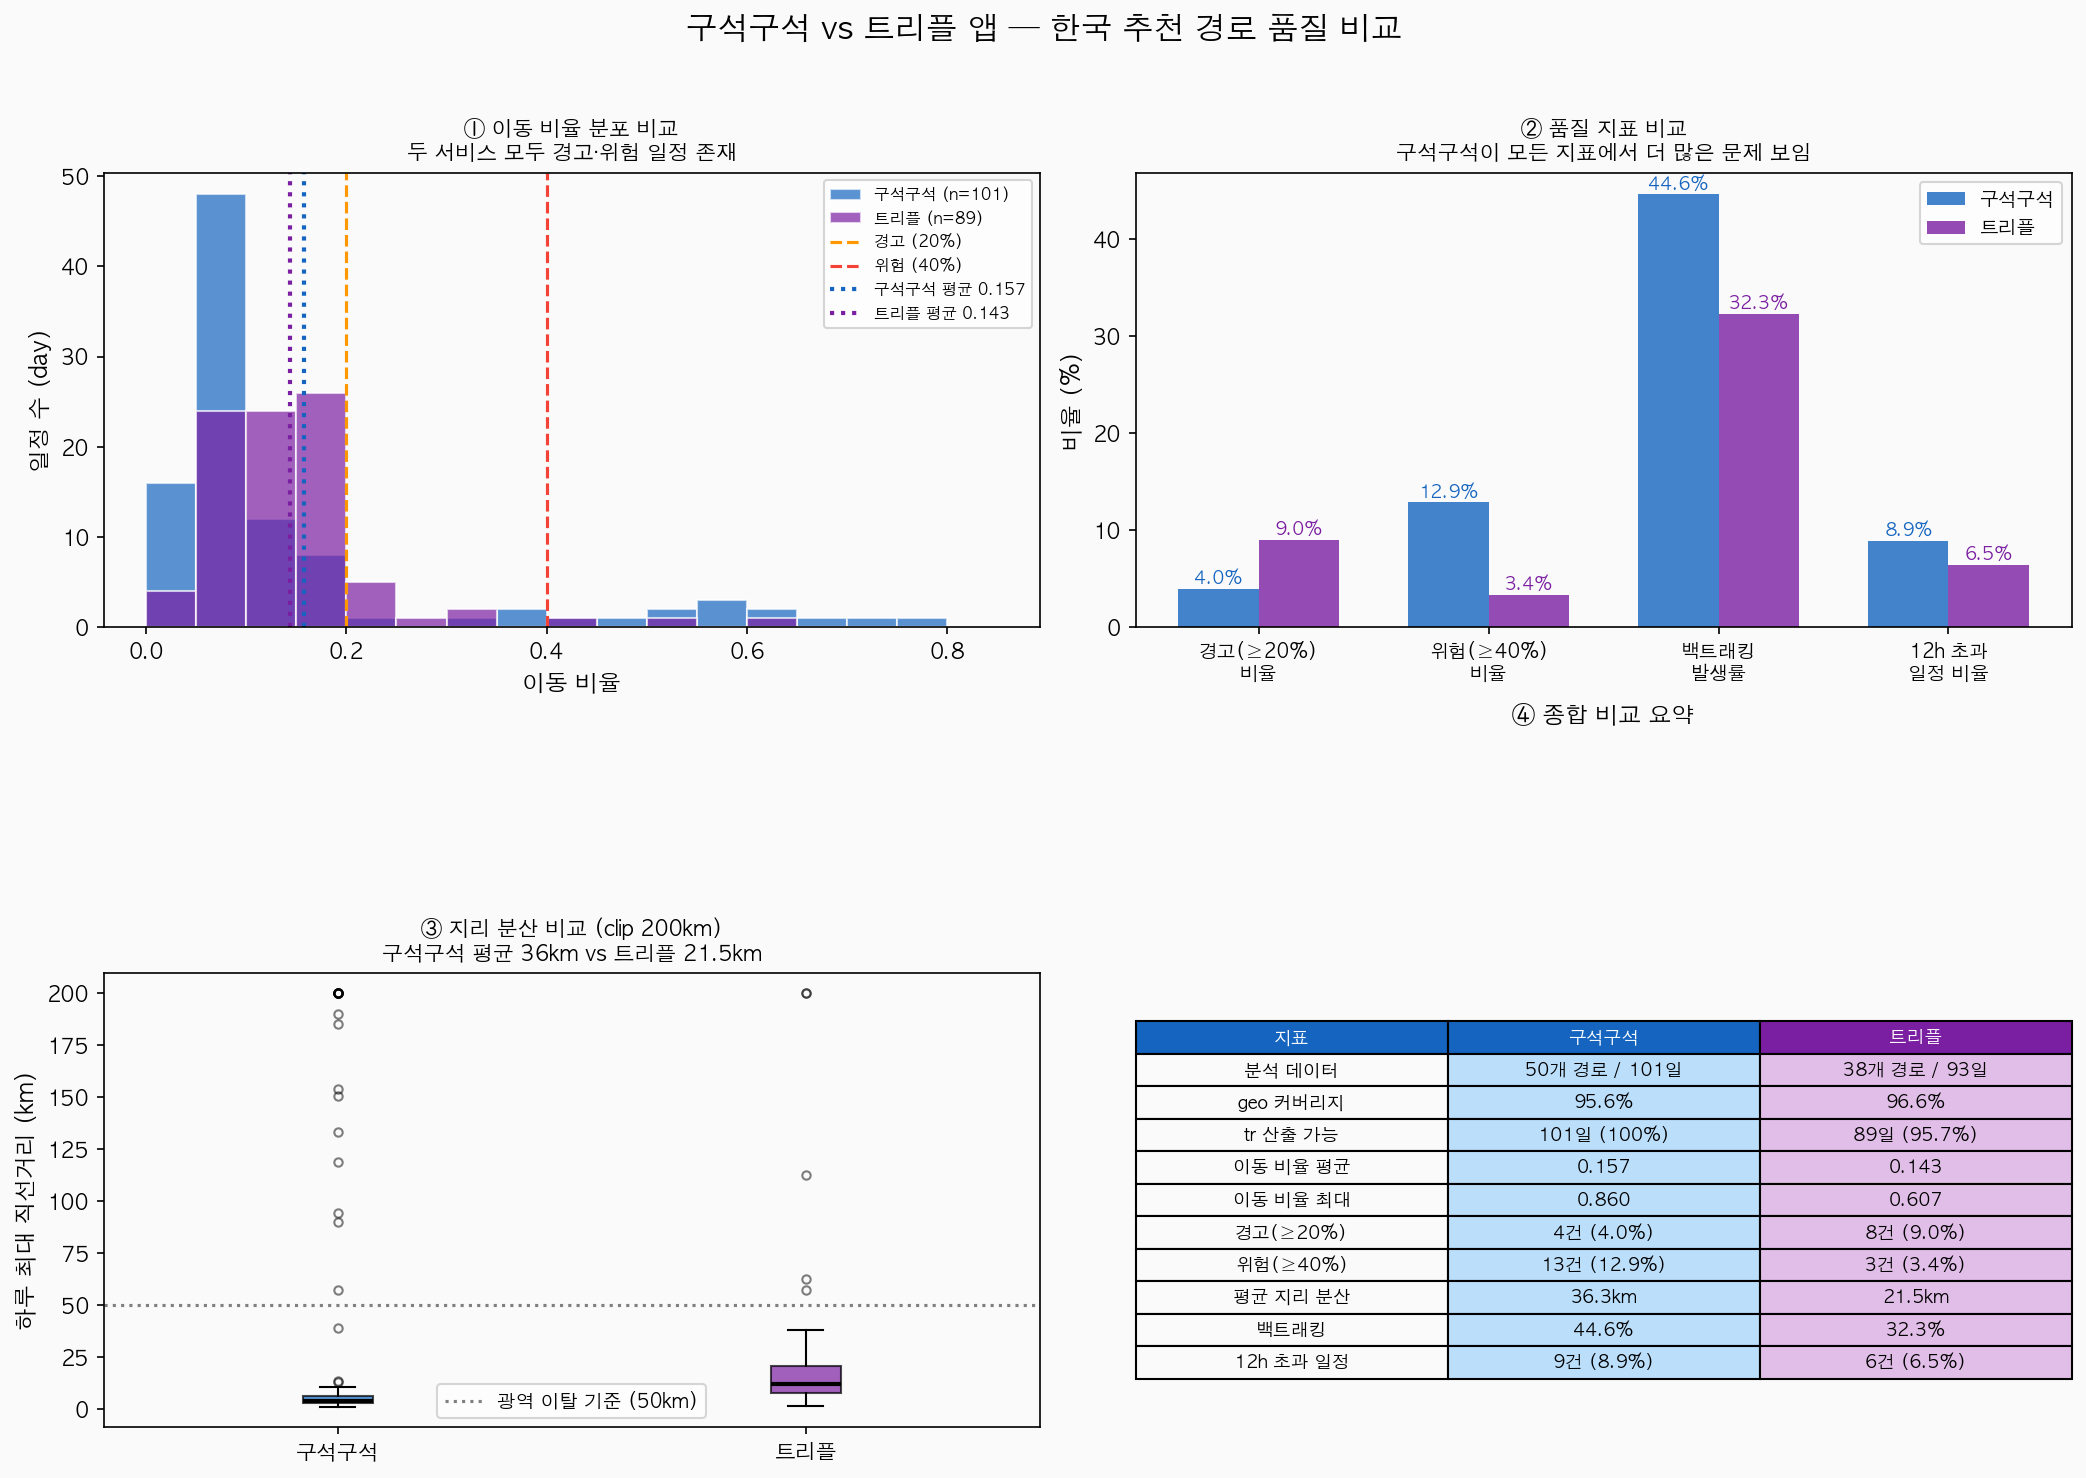 구석구석 vs 트리플 앱 — 한국 추천 경로 품질 비교
① 이동 비율 분포 비교
두 서비스 모두 경고·위험 일정 존재
일정 수 (day)
50
40
30
20
10
0
0.0 0.2 0.4 0.6 0.8
이동 비율
구석구석 (n=101)
트리플 (n=89)
경고 (20%)
위험 (40%)
구석구석 평균 0.157
트리플 평균 0.143
② 품질 지표 비교
구석구석이 모든 지표에서 더 많은 문제 보임
비율 (%)
40
30
20
10
0
4.0% 9.0% 12.9% 3.4% 44.6% 32.3% 8.9% 6.5%
구석구석
트리플
경고(≥20%)
비율
위험(≥40%)
비율
백트래킹
발생률
12h 초과
일정 비율
③ 지리 분산 비교 (clip 200km)
구석구석 평균 36km vs 트리플 21.5km
하루 최대 직선거리 (km)
200
175
150
125
100
75
50
25
0
광역 이탈 기준 (50km)
구석구석 트리플
④ 종합 비교 요약
지표 구석구석 트리플
분석 데이터 50개 경로 / 101일 38개 경로 / 93일
geo 커버리지 95.6% 96.6%
tr 산출 가능 101일 (100%) 89일 (95.7%)
이동 비율 평균 0.157 0.143
이동 비율 최대 0.860 0.607
경고(≥20%) 4건 (4.0%) 8건 (9.0%)
위험(≥40%) 13건 (12.9%) 3건 (3.4%)
평균 지리 분산 36.3km 21.5km
백트래킹 44.6% 32.3%
12h 초과 일정 9건 (8.9%) 6건 (6.5%)